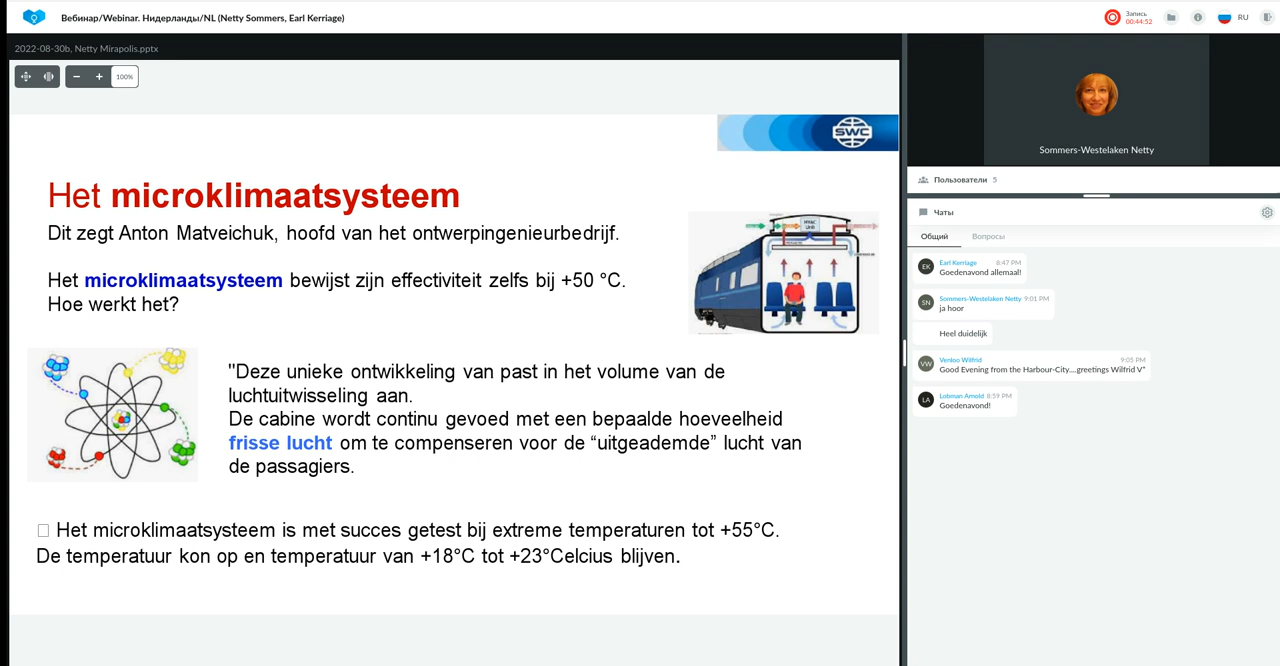 Вебинар/Webinar. Нидерланды/NL (Netty Sommers, Earl Kerriage)
Запись
00:44:52
RU
2022-08-30b, Netty Mirapolis.pptx
100%
SWC
Het microklimaatsysteem
Dit zegt Anton Matveichuk, hoofd van het ontwerpingenieurbedrijf.
Het microklimaatsysteem bewijst zijn effectiviteit zelfs bij +50 °C.
Hoe werkt het?
HVAC
Unit
"Deze unieke ontwikkeling van past in het volume van de
luchtuitwisseling aan.
De cabine wordt continu gevoed met een bepaalde hoeveelheid
frisse lucht om te compenseren voor de “uitgeademde” lucht van
de passagiers.
Het microklimaatsysteem is met succes getest bij extreme temperaturen tot +55°C.
De temperatuur kon op en temperatuur van +18°C tot +23°Celcius blijven.
Sommers-Westelaken Netty
Пользователи 5
Чаты
Общий Вопросы
EK Earl Kerriage 8:47 PM
Goedenavond allemaal!
SN Sommers-Westelaken Netty 9:01 PM
ja hoor
Heel duidelijk
VW Venloo Wilfrid 9:05 PM
Good Evening from the Harbour-City....greetings Wilfrid V"
LA Lobman Arnold 8:59 PM
Goedenavond!